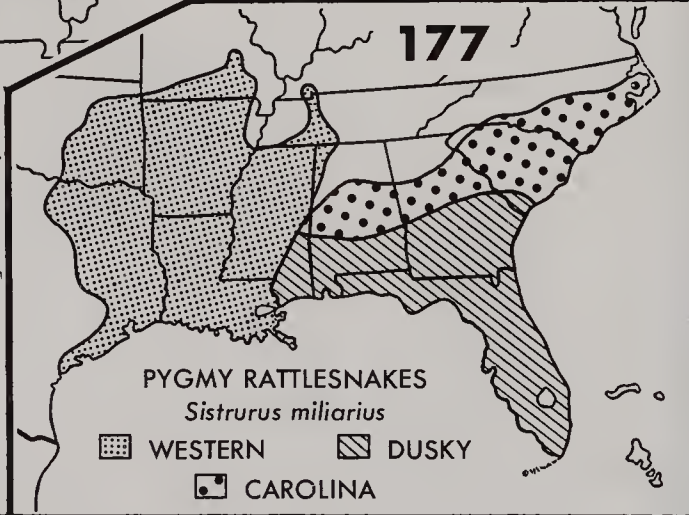 177
PYGMY RATTLESNAKES
Sistrurus miliarius
WESTERN DUSKY
CAROLINA